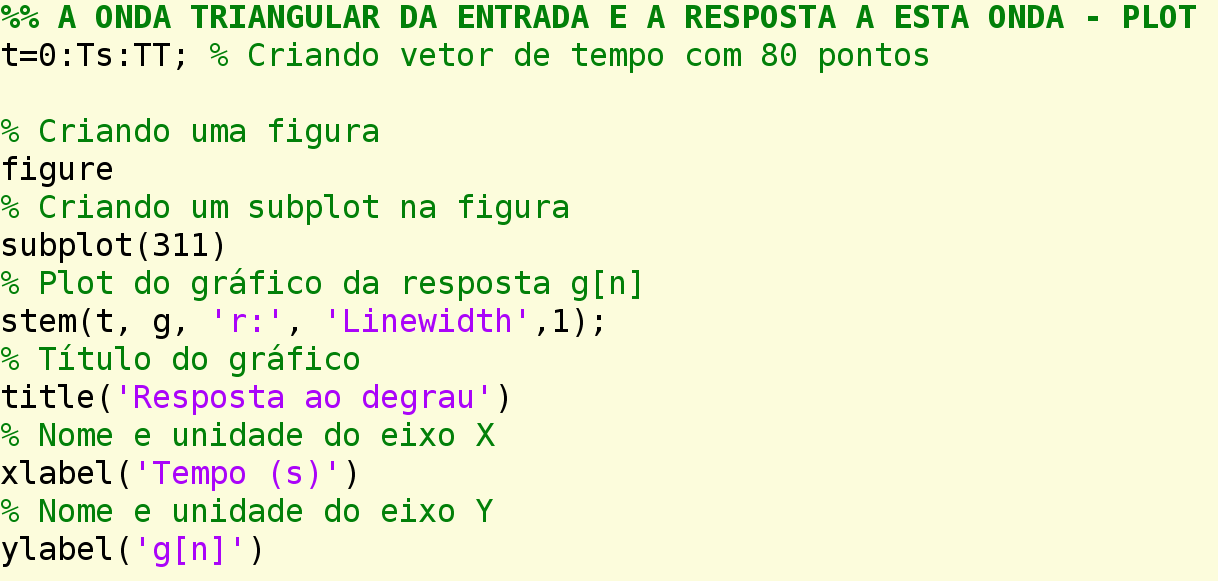 %% A ONDA TRIANGULAR DA ENTRADA E A RESPOSTA A ESTA ONDA - PLOT
t=0:Ts:TT; % Criando vetor de tempo com 80 pontos
% Criando uma figura
figure
% Criando um subplot na figura
subplot(311)
% Plot do gráfico da resposta g[n]
stem(t, g, 'r:', 'Linewidth',1);
% Título do gráfico
title('Resposta ao degrau')
% Nome e unidade do eixo X
xlabel('Tempo (s)')
% Nome e unidade do eixo Y
ylabel('g[n]')